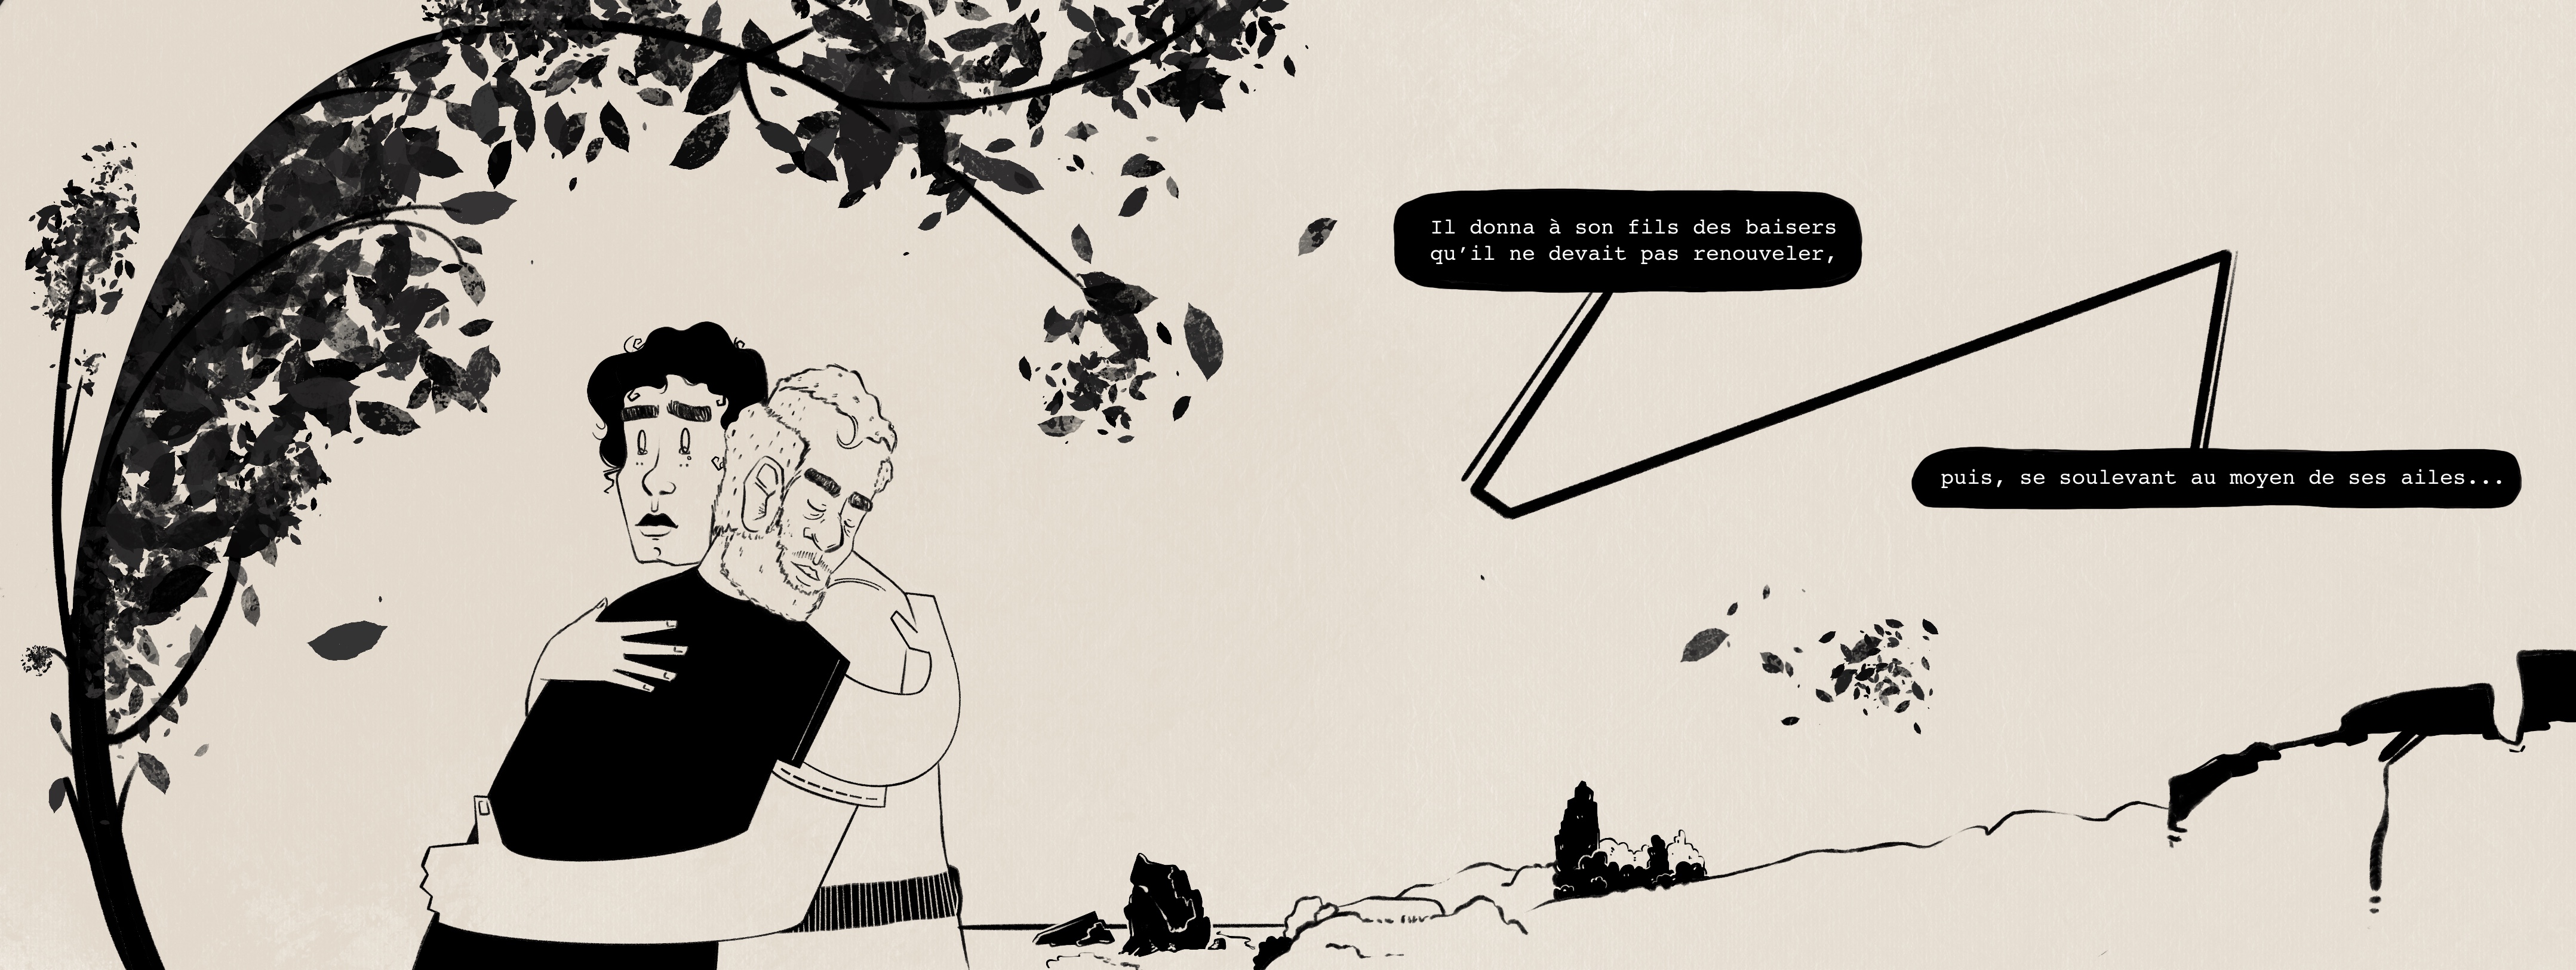 Il donna à son fils des baisers
qu’il ne devait pas renouveler,
puis, se soulevant au moyen de ses ailes...